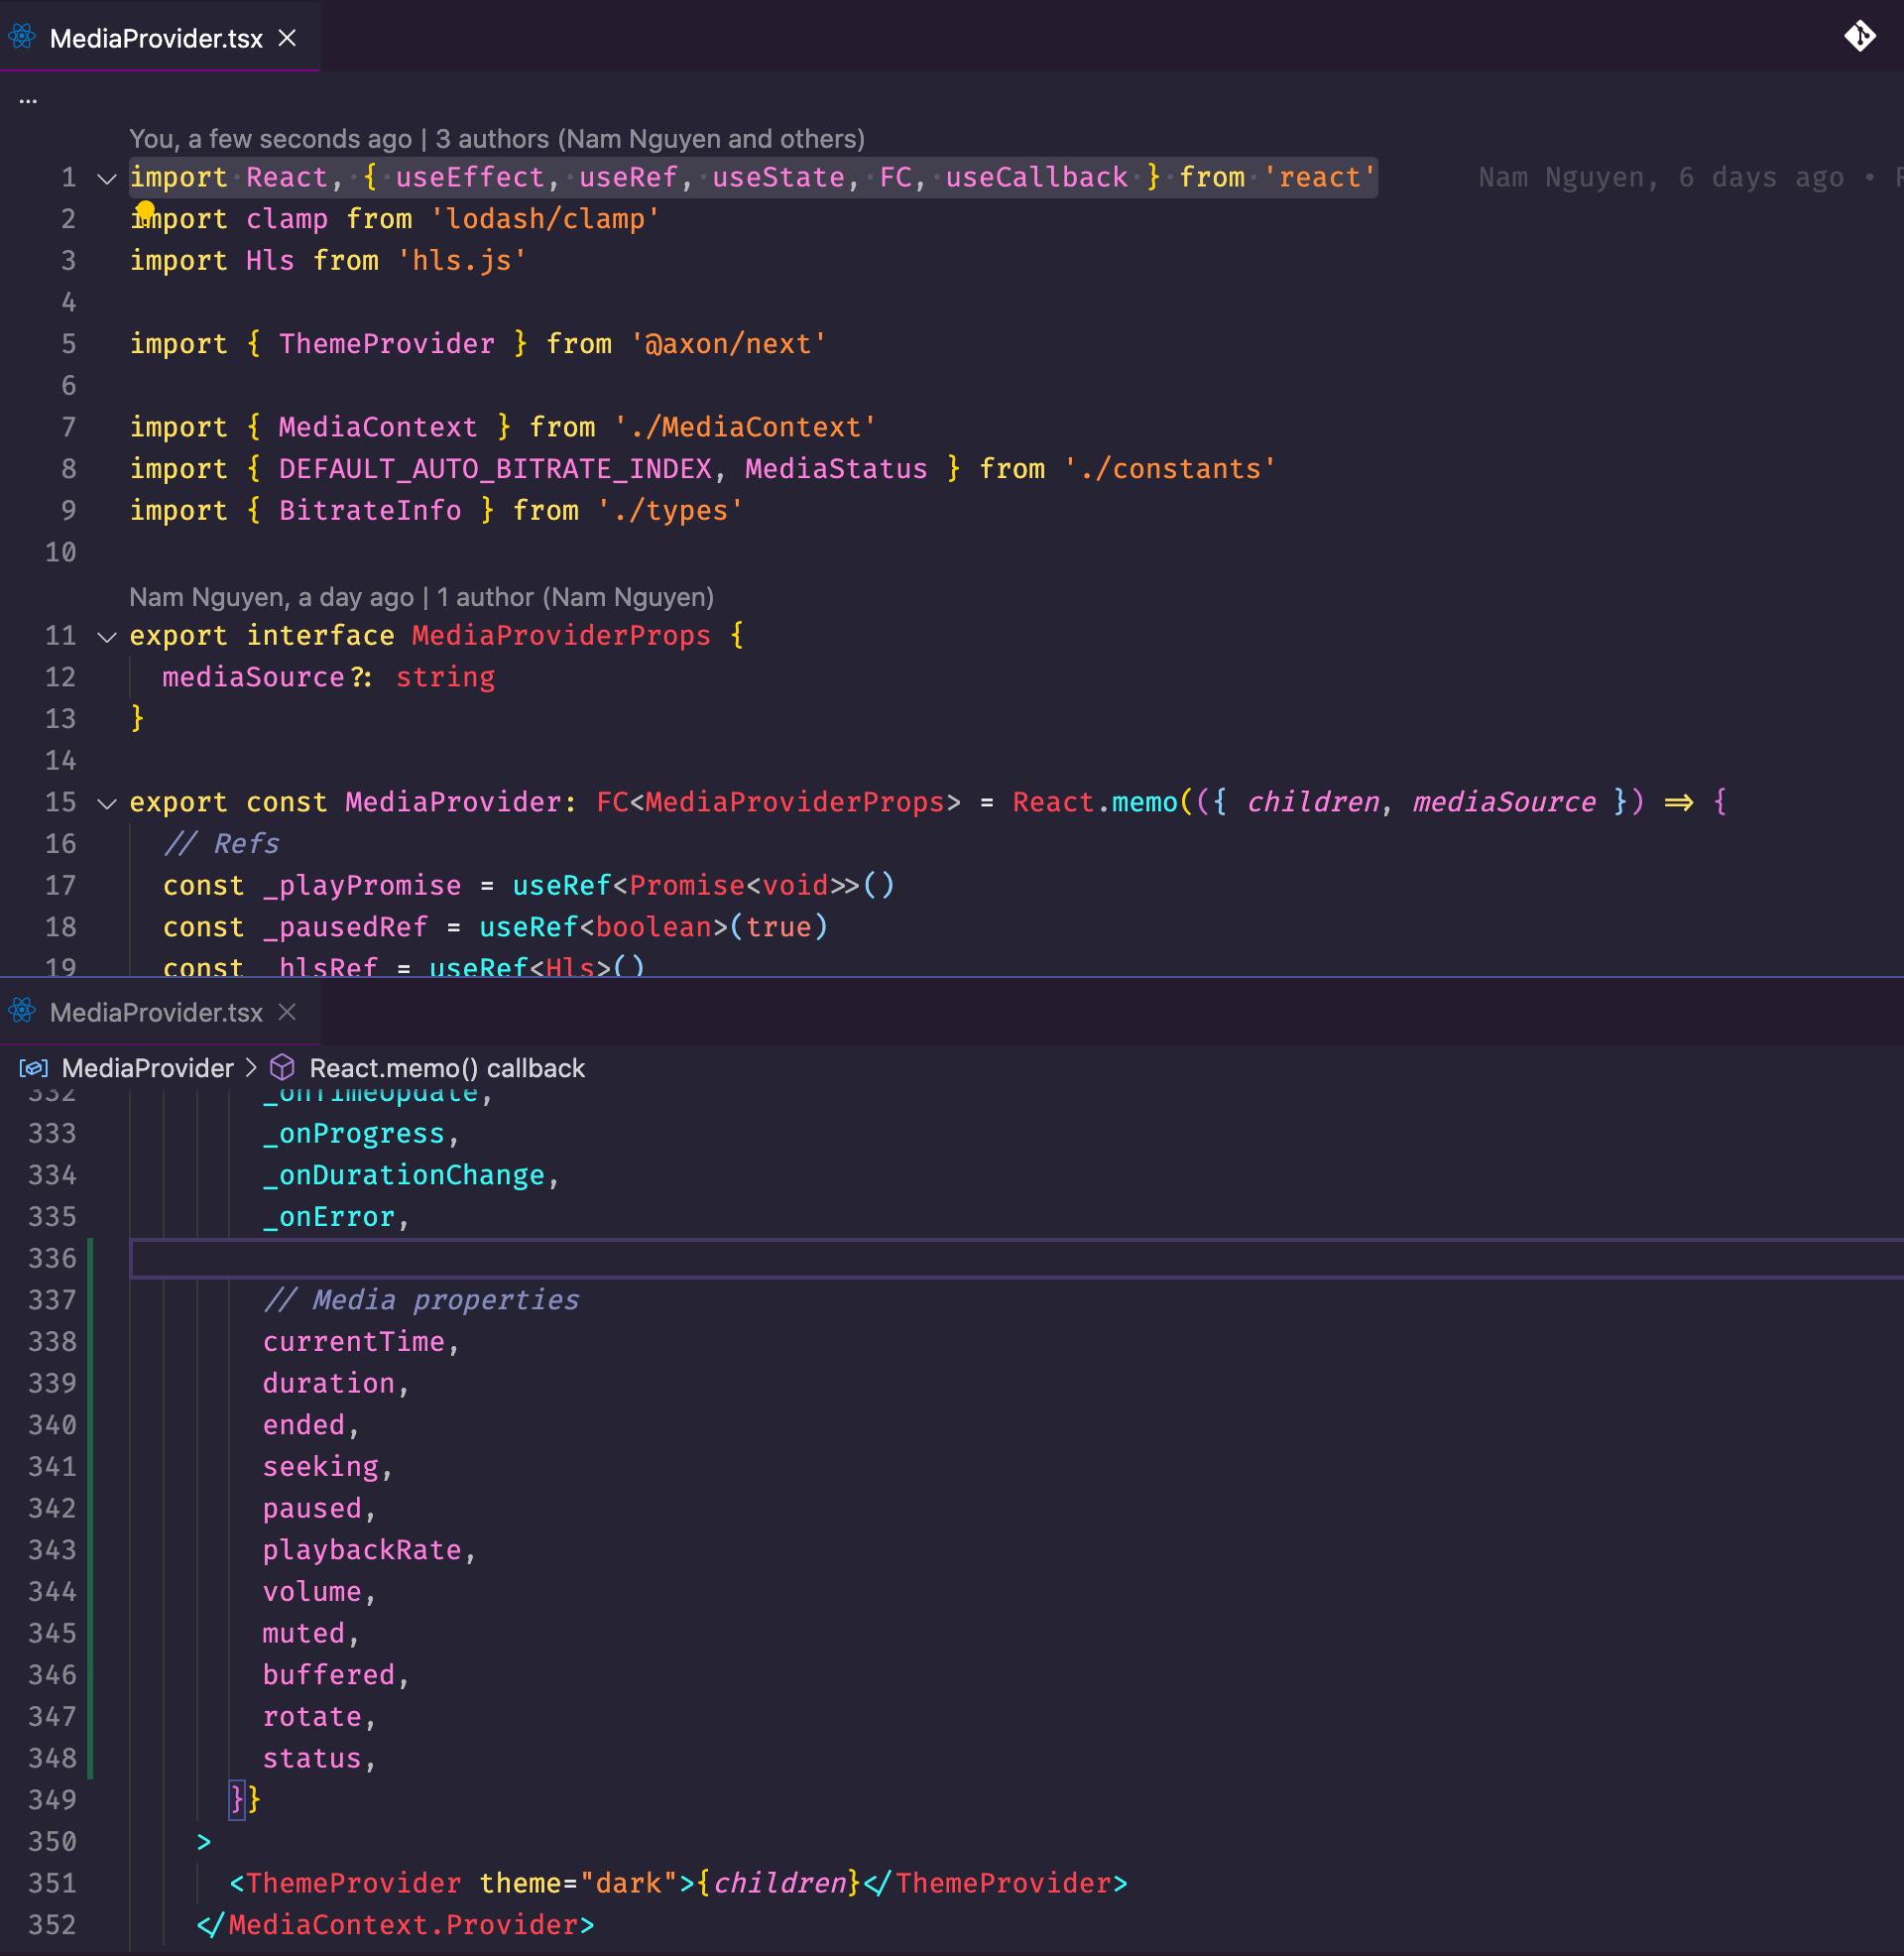 MediaProvider.tsx
...
You, a few seconds ago | 3 authors (Nam Nguyen and others)
1 import React, { useEffect, useRef, useState, FC, useCallback } from 'react' Nam Nguyen, 6 days ago •
2 import clamp from 'lodash/clamp'
3 import Hls from 'hls.js'
4
5 import { ThemeProvider } from '@axon/next'
6
7 import { MediaContext } from './MediaContext'
8 import { DEFAULT_AUTO_BITRATE_INDEX, MediaStatus } from './constants'
9 import { BitrateInfo } from './types'
10
Nam Nguyen, a day ago | 1 author (Nam Nguyen)
11 export interface MediaProviderProps {
12 mediaSource?: string
13 }
14
15 export const MediaProvider: FC<MediaProviderProps> = React.memo(({ children, mediaSource }) => {
16 // Refs
17 const _playPromise = useRef<Promise<void>>()
18 const _pausedRef = useRef<boolean>(true)
19 const _hlsRef = useRef<Hls>()
MediaProvider.tsx
MediaProvider > React.memo() callback
332 _onTimeUpdate,
333 _onProgress,
334 _onDurationChange,
335 _onError,
336
337 // Media properties
338 currentTime,
339 duration,
340 ended,
341 seeking,
342 paused,
343 playbackRate,
344 volume,
345 muted,
346 buffered,
347 rotate,
348 status,
349 }}
350 >
351 <ThemeProvider theme="dark">{children}</ThemeProvider>
352 </MediaContext.Provider>